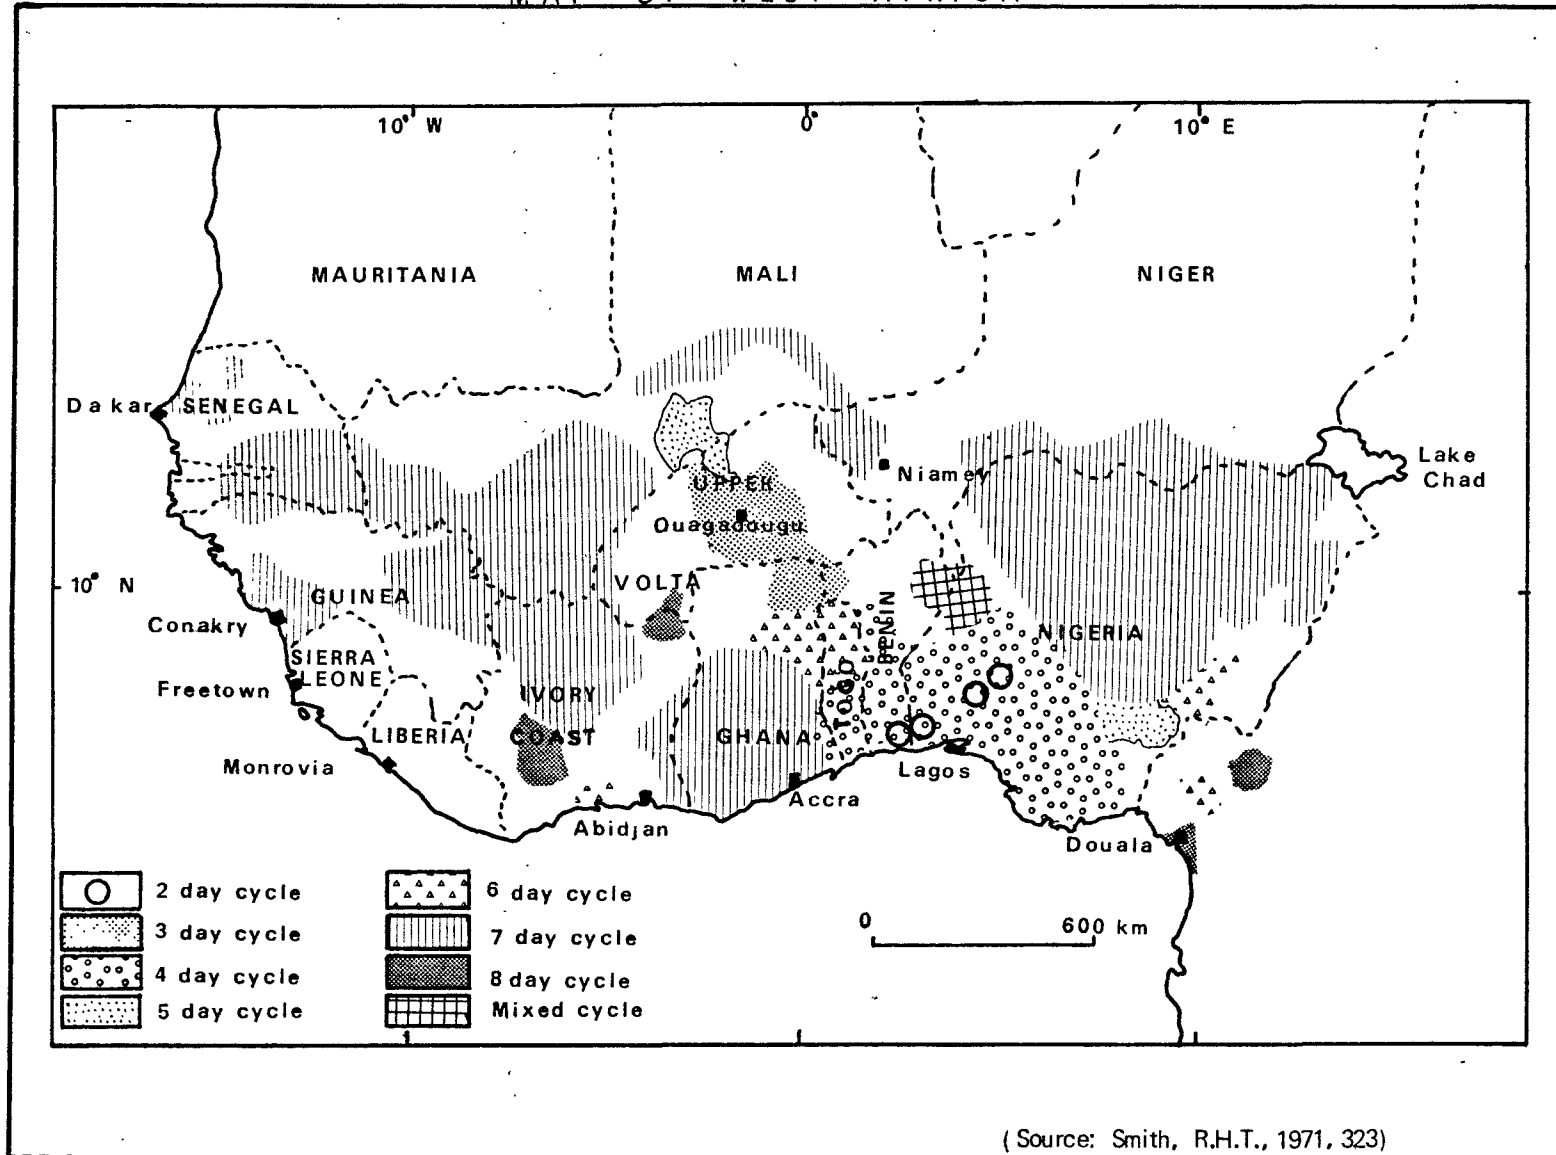 10° W 0° 10° E
MAURITANIA MALI NIGER
Dakar SENEGAL
Niamey
Lake
Chad
UPPER
Ouagadougu
10° N
VOLTA
GUINEA
BENIN
Conakry
NIGERIA
SIERRA
LEONE
Freetown
TOGO
IVORY
COAST
LIBERIA
GHANA
Monrovia
Lagos
Accra
Abidjan
Douala
2 day cycle
3 day cycle
4 day cycle
5 day cycle
6 day cycle
7 day cycle
8 day cycle
Mixed cycle
0 600 km
(Source: Smith, R.H.T., 1971, 323)